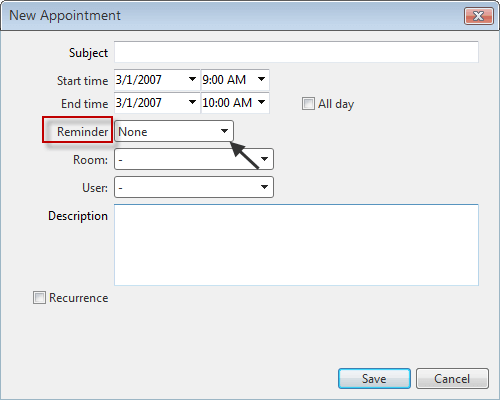 New Appointment
Subject
Start time 3/1/2007 9:00 AM
End time 3/1/2007 10:00 AM All day
Reminder None
Room: -
User: -
Description
Recurrence
Save Cancel